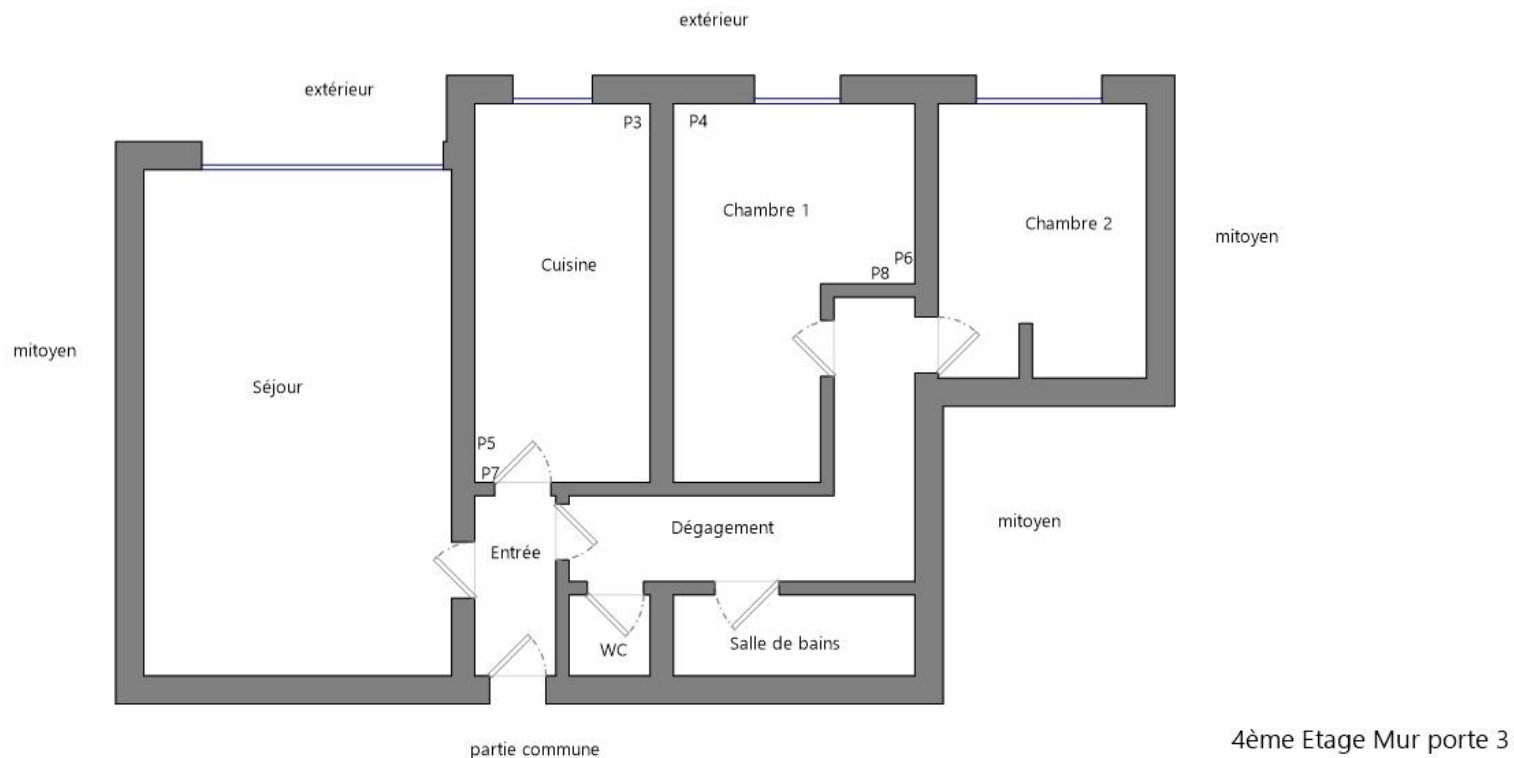 extérieur
extérieur
P3
P4
Chambre 1
Chambre 2
mitoyen
Cuisine
P6
P8
mitoyen
Séjour
P5
P7
mitoyen
Dégagement
Entrée
WC
Salle de bains
partie commune
4ème Etage Mur porte 3